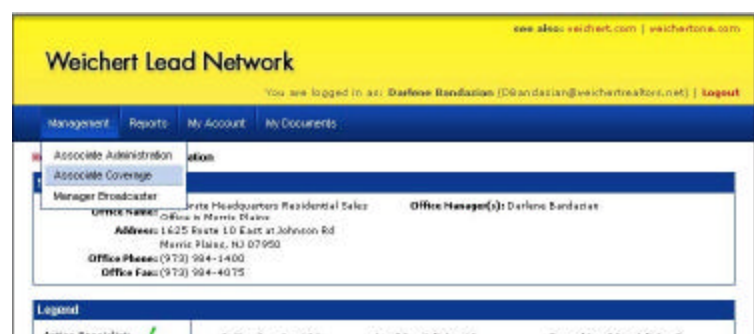 see also: weichert.com | weichertone.com
Weichert Lead Network
You are logged in as: Darlene Bandazian (DBandazian@weichertrealtors.net) | Logout
Management Reports My Account My Documents
Associate Administration
Associate Coverage
Manager Broadcaster
Office Name: Headquarters Residential Sales
Office in Morris Plains
Office Manager(s): Darlene Bandazian
Address: 1625 Route 10 East at Johnson Rd
Morris Plains, NJ 07950
Office Phone: (973) 984-1400
Office Fax: (973) 984-4075
Legend